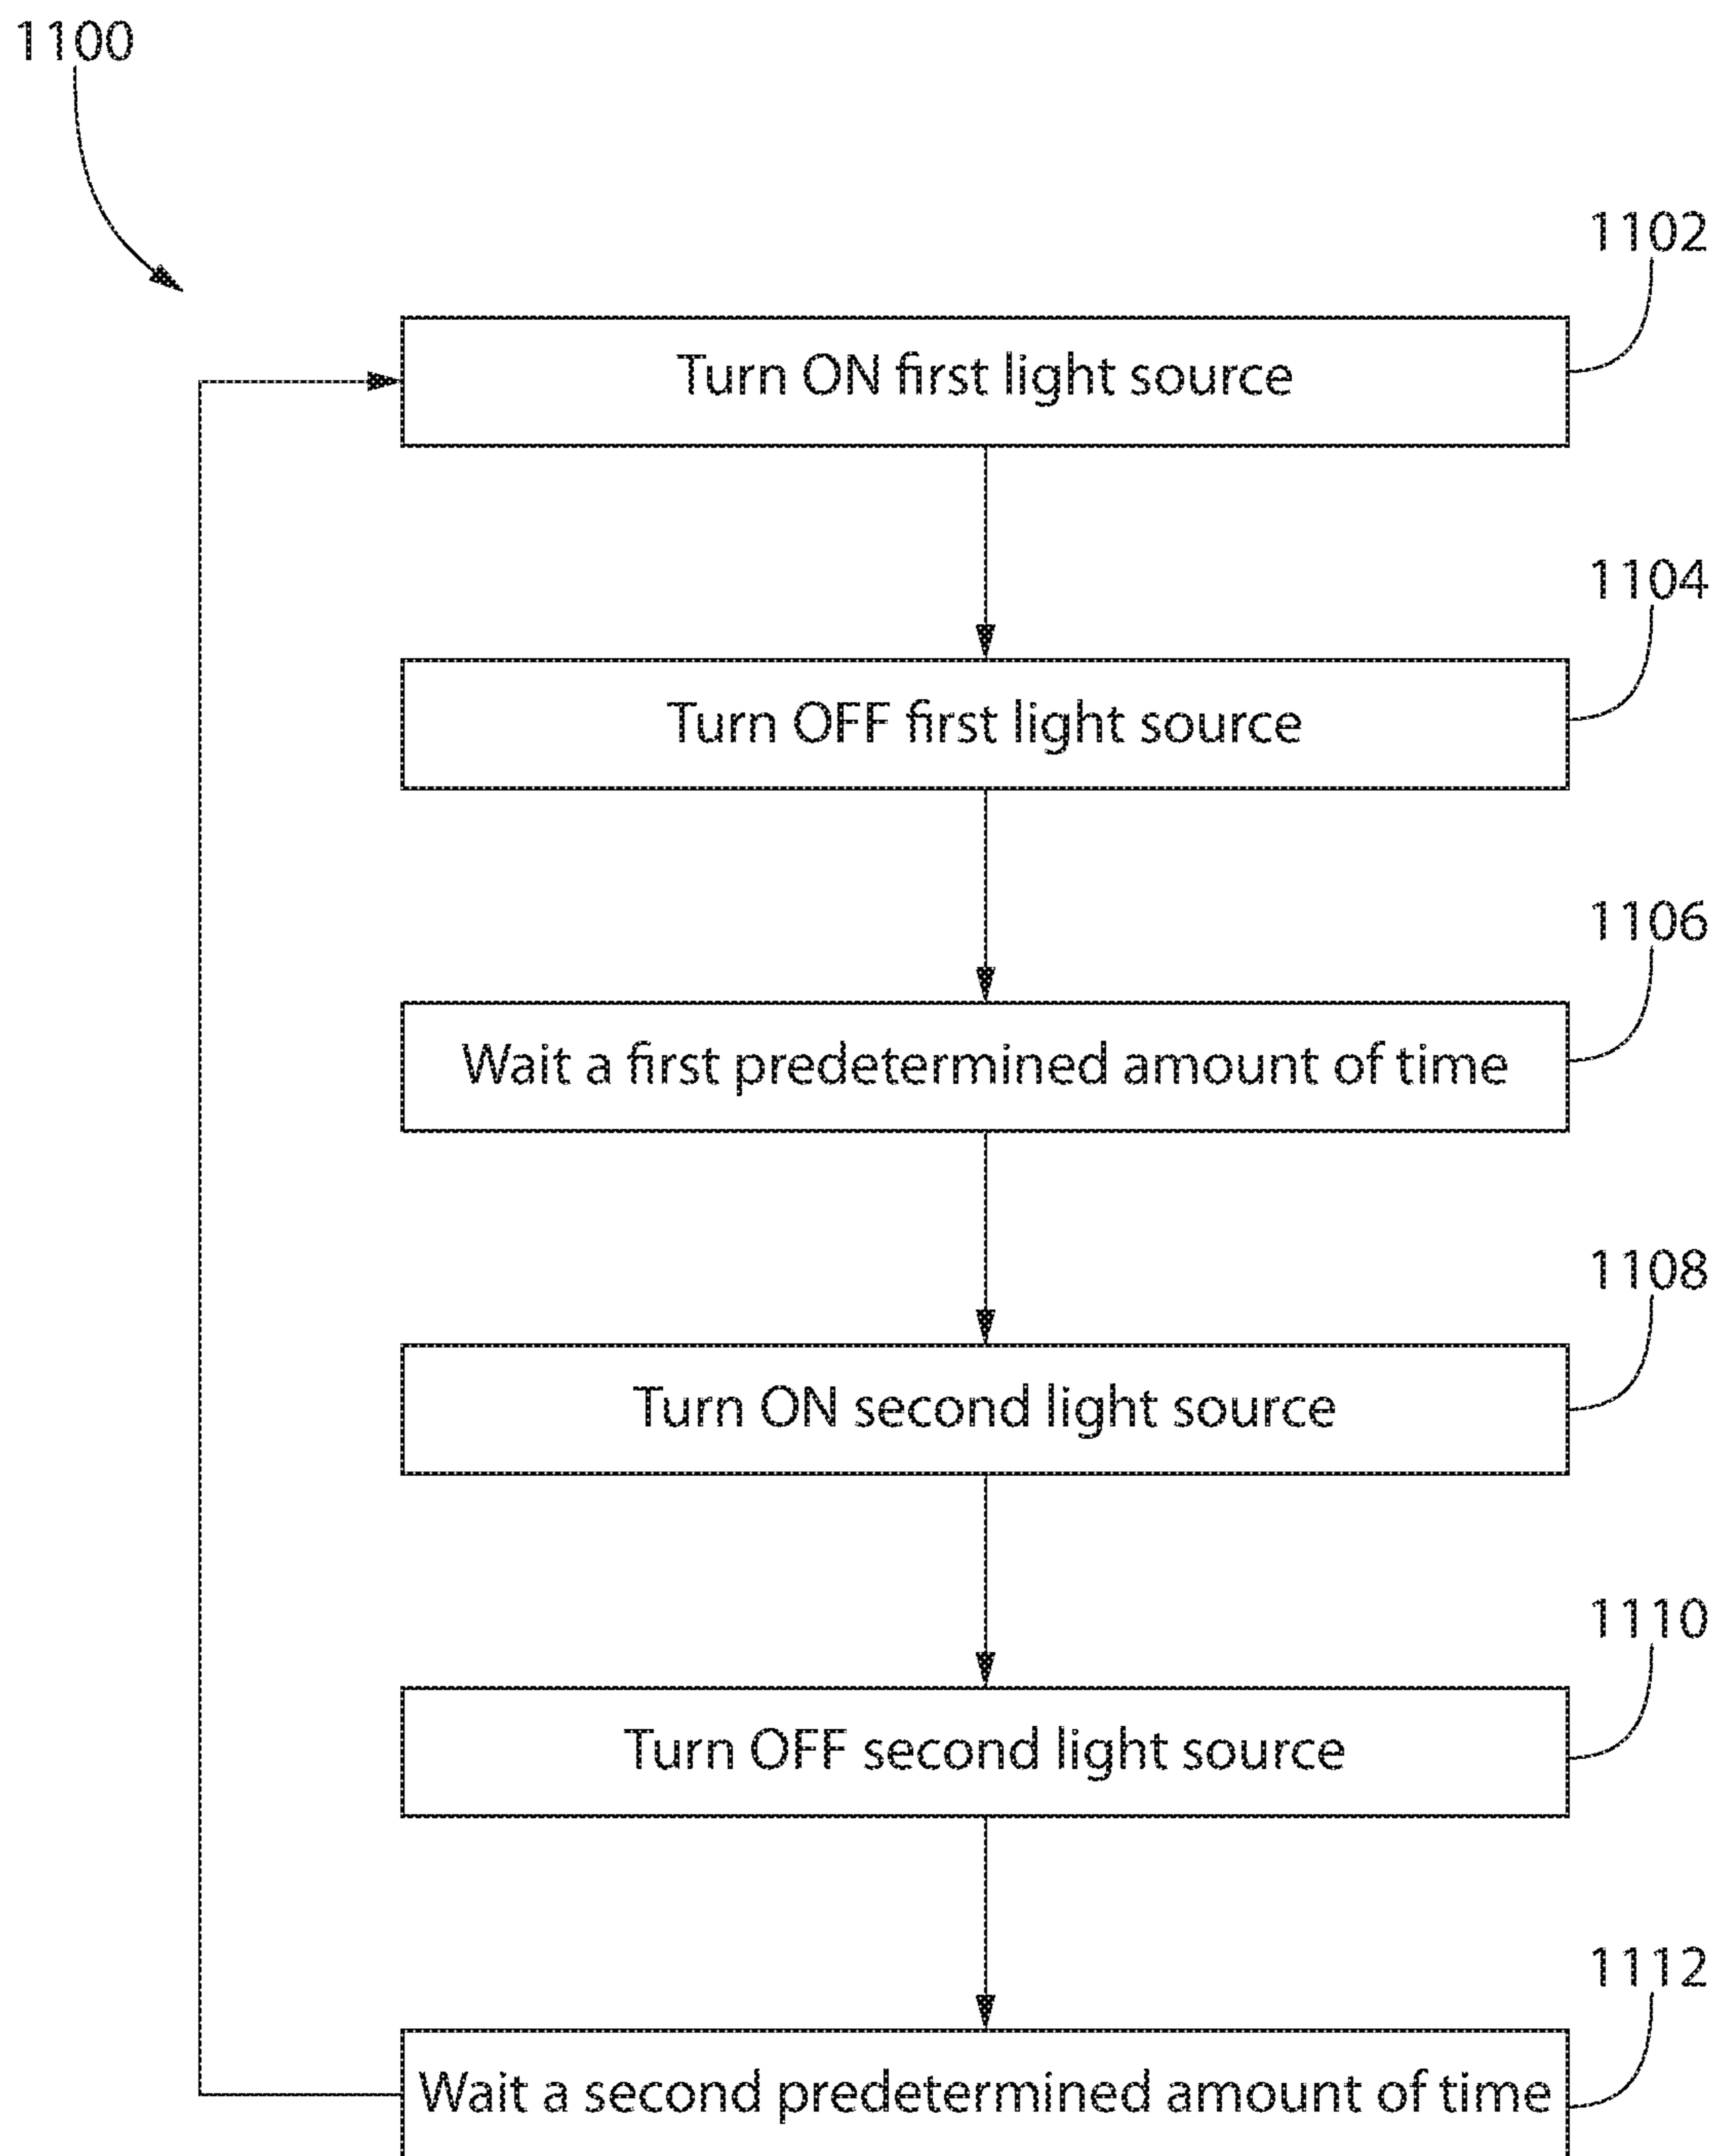 1100
1102
Turn ON first light source
1104
Turn OFF first light source
1106
Wait a first predetermined amount of time
1108
Turn ON second light source
1110
Turn OFF second light source
1112
Wait a second predetermined amount of time